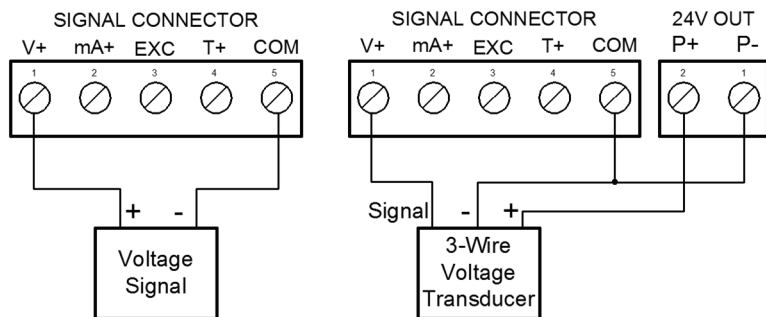 SIGNAL CONNECTOR
V+ mA+ EXC T+ COM
1 2 3 4 5
+ -
Voltage
Signal
SIGNAL CONNECTOR
V+ mA+ EXC T+ COM
1 2 3 4 5
24V OUT
P+ P-
2 1
Signal - +
3-Wire
Voltage
Transducer